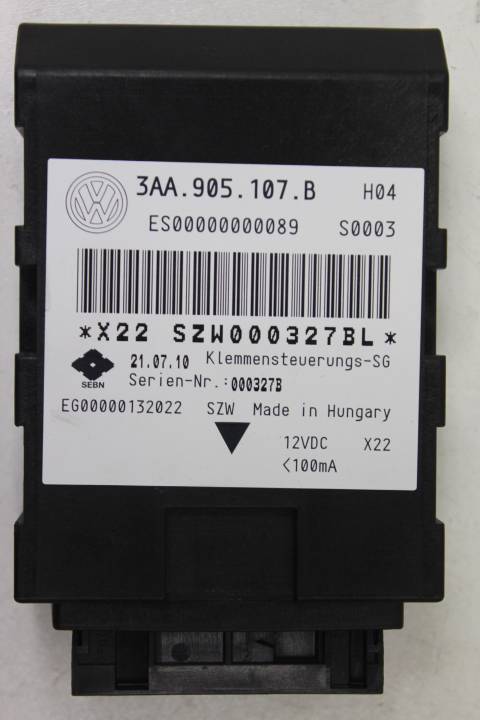 3AA.905.107.B H04
ES00000000089 S0003
*X22 SZW000327BL*
21.07.10 Klemmensteuerungs-SG
SEBN Serien-Nr.: 000327B
EG00000132022 SZW Made in Hungary
12VDC X22
<100mA